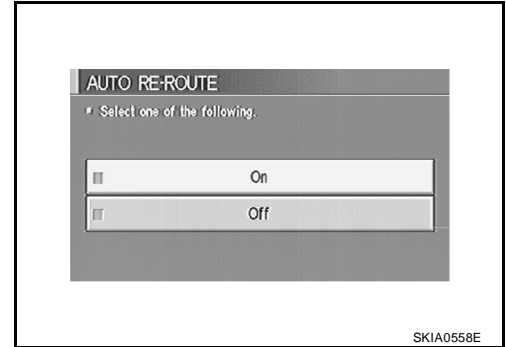 AUTO RE-ROUTE
Select one of the following.
On
Off
SKIA0558E